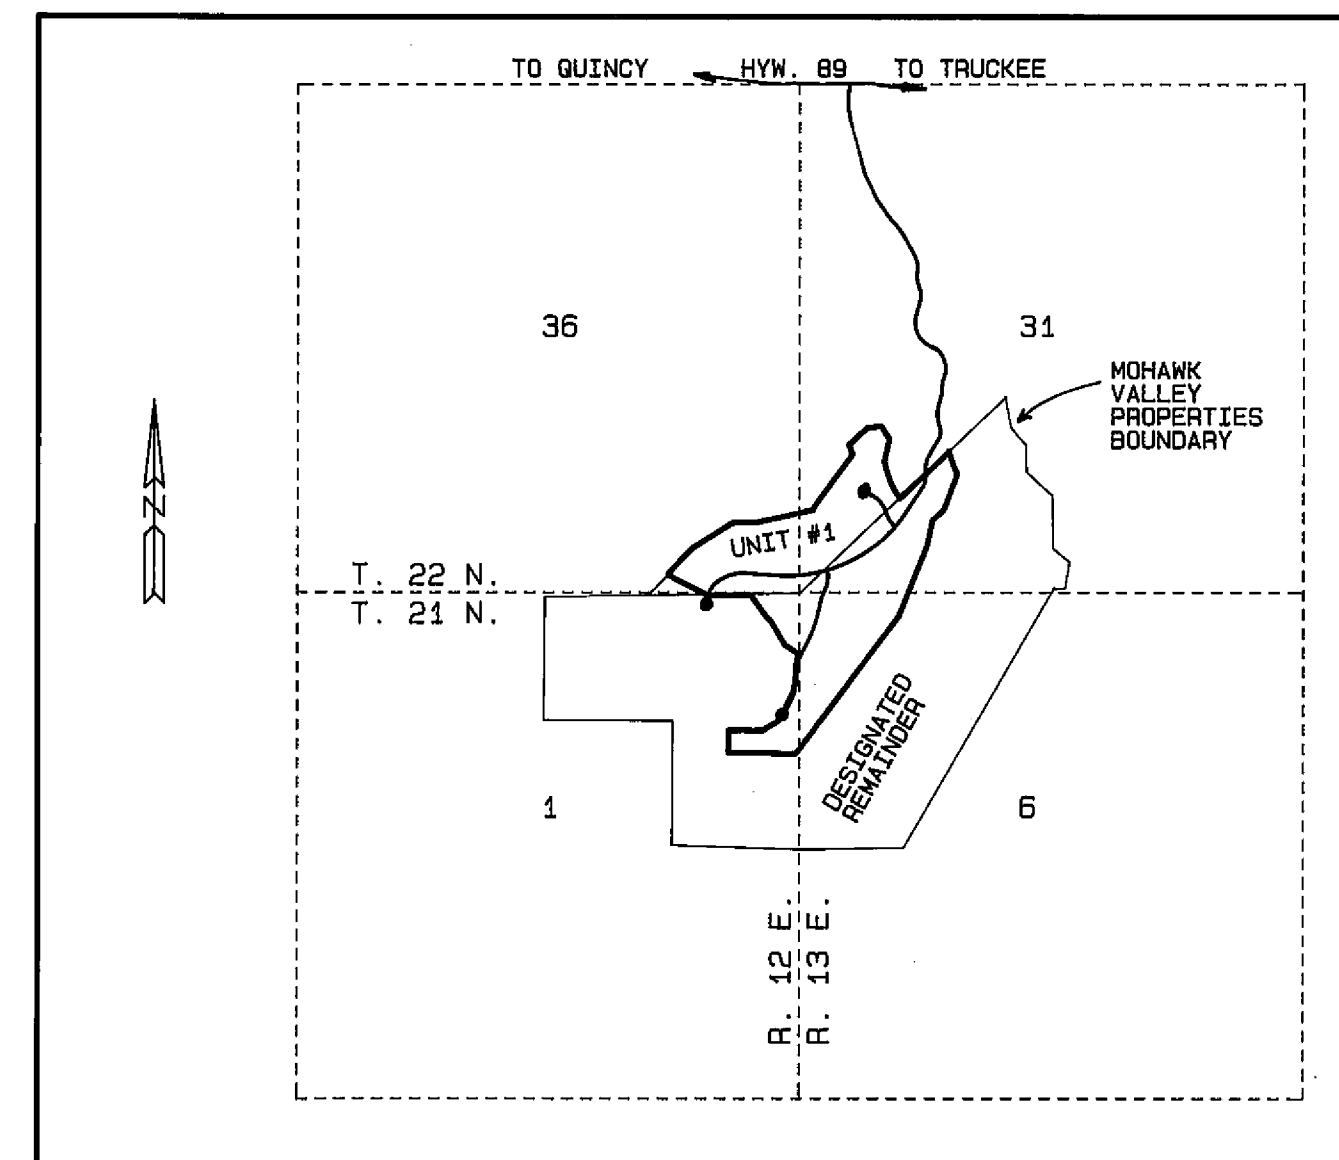 TO QUINCY HYW. 89 TO TRUCKEE
36
31
MOHAWK
VALLEY
PROPERTIES
BOUNDARY
N
UNIT #1
T. 22 N.
T. 21 N.
DESIGNATED
REMAINDER
1
6
R. 12 E.
R. 13 E.